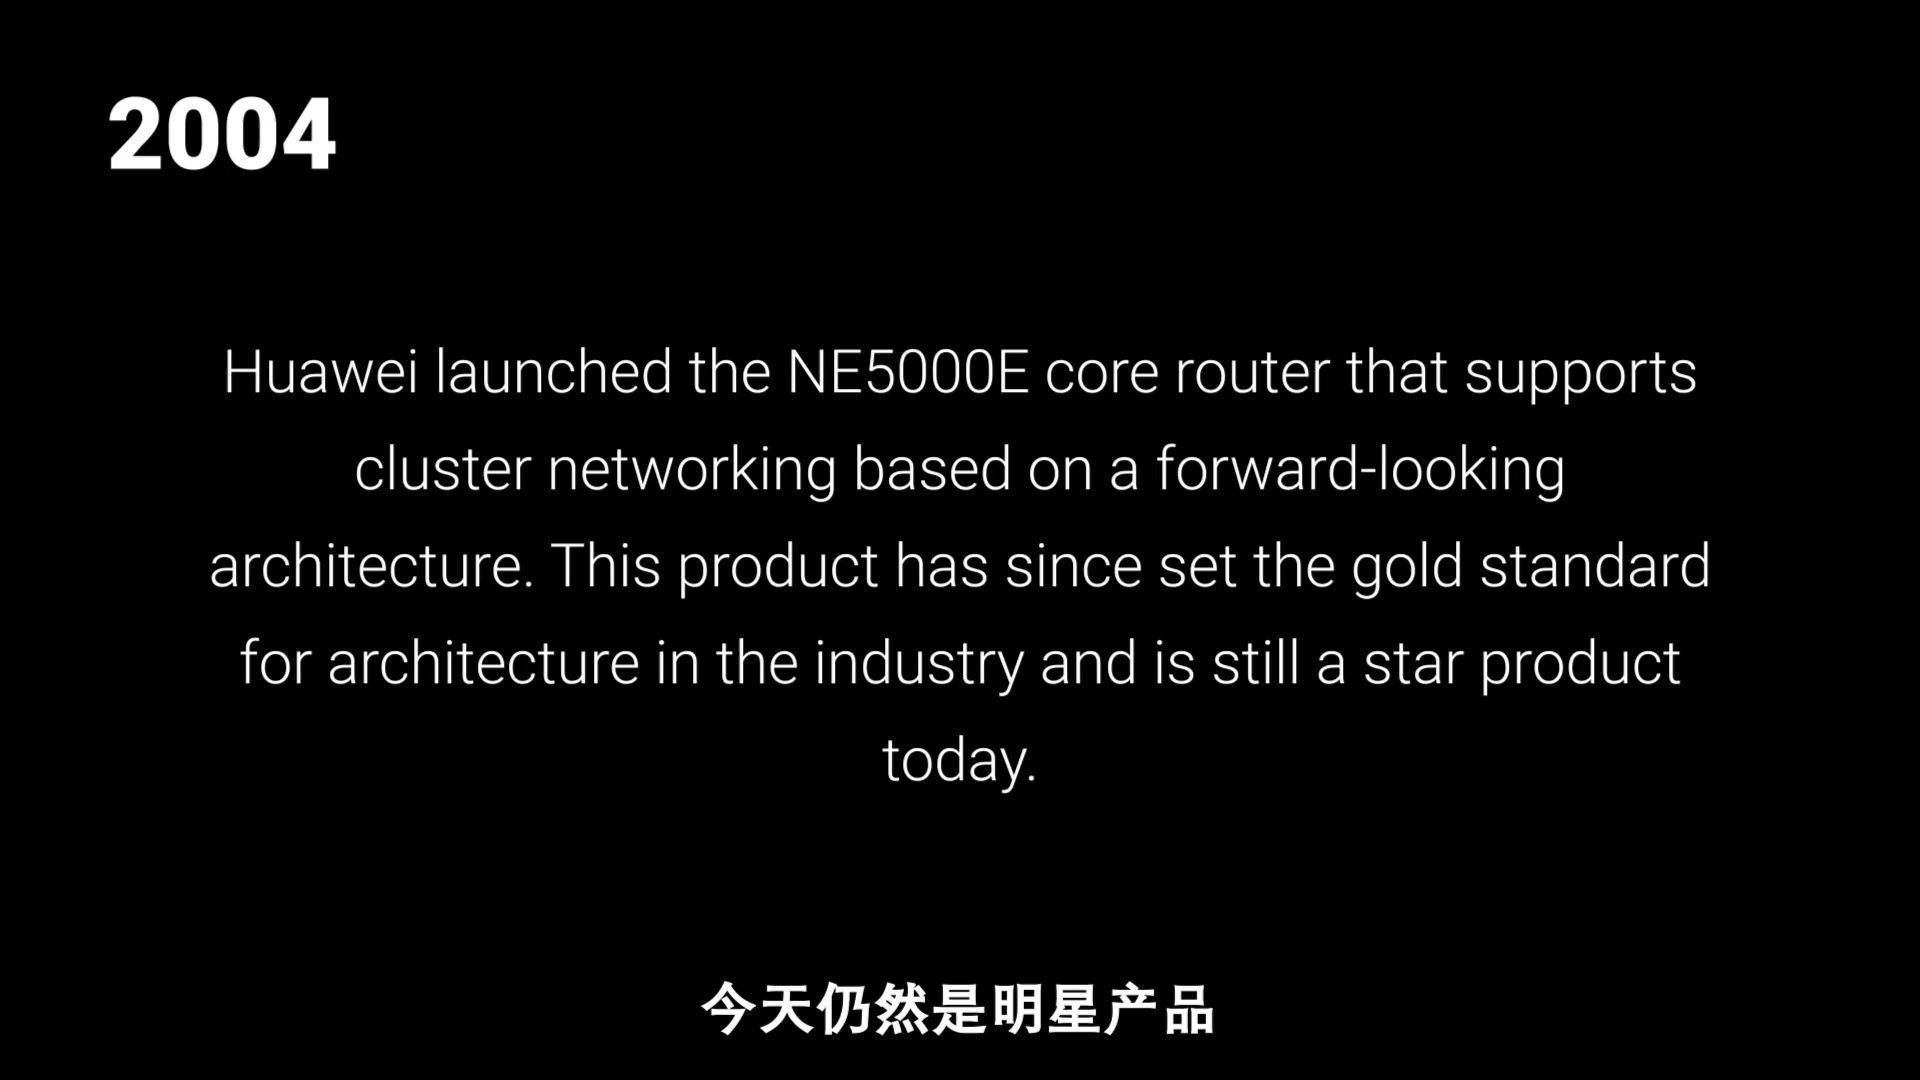 2004
Huawei launched the NE5000E core router that supports
cluster networking based on a forward-looking
architecture. This product has since set the gold standard
for architecture in the industry and is still a star product
today.
今天仍然是明星产品